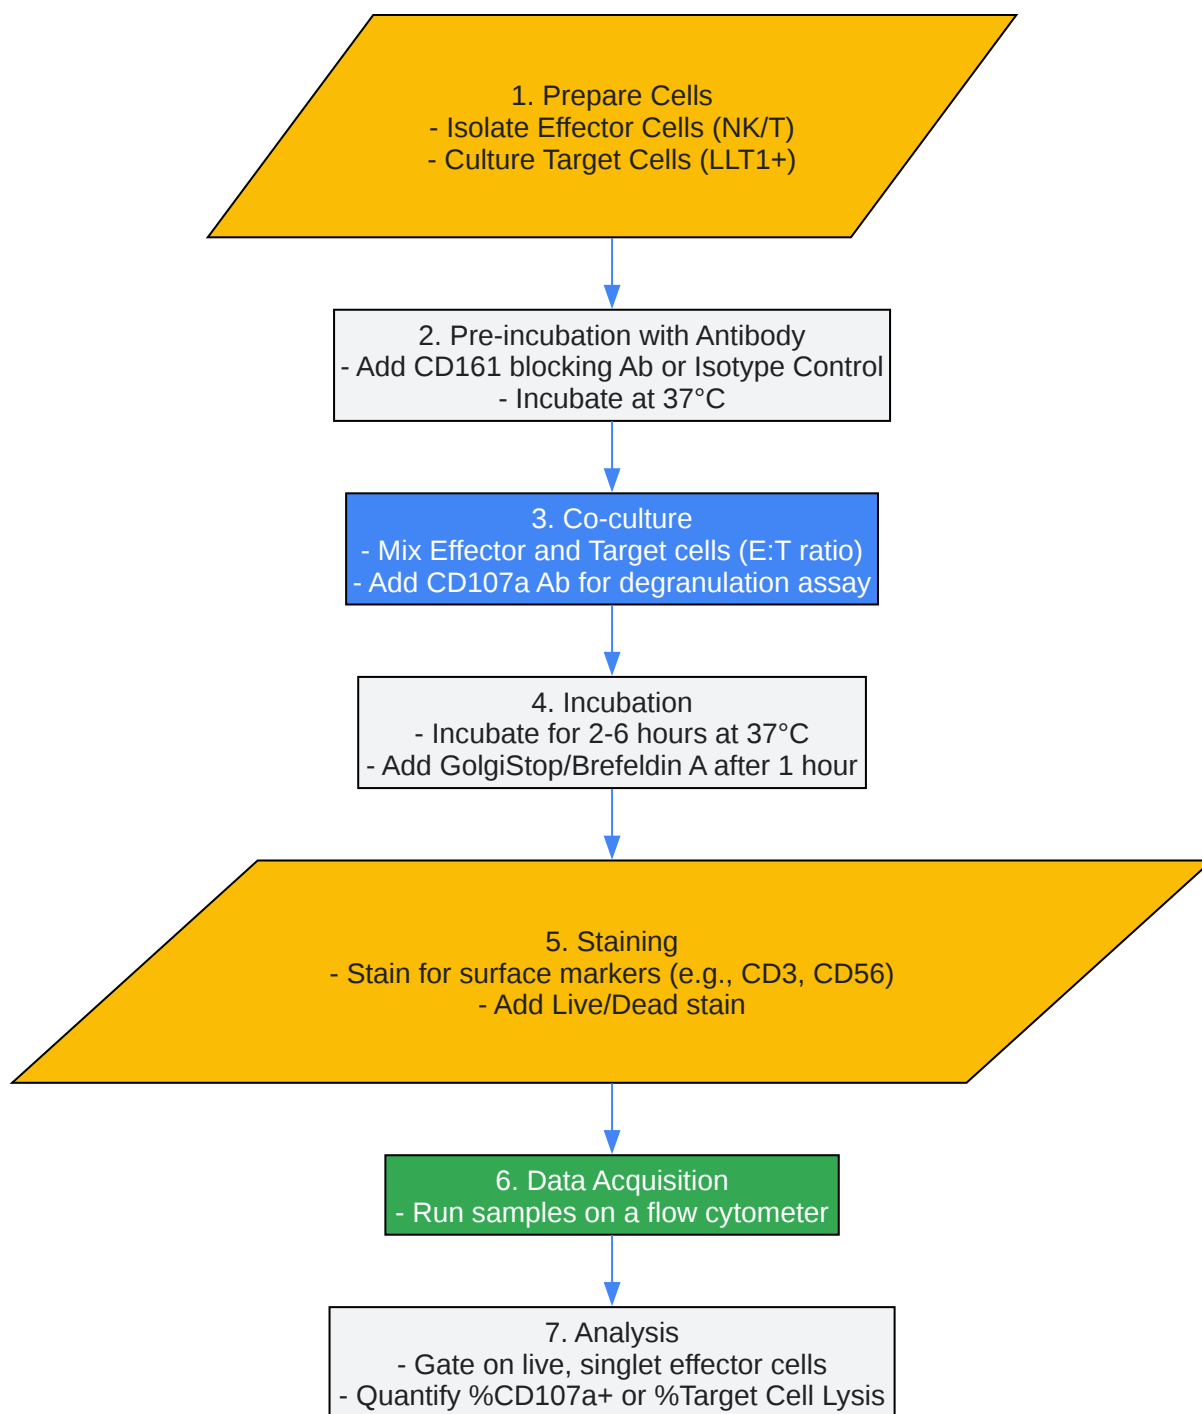 1. Prepare Cells
- Isolate Effector Cells (NK/T)
- Culture Target Cells (LLT1+)
2. Pre-incubation with Antibody
- Add CD161 blocking Ab or Isotype Control
- Incubate at 37°C
3. Co-culture
- Mix Effector and Target cells (E:T ratio)
- Add CD107a Ab for degranulation assay
4. Incubation
- Incubate for 2-6 hours at 37°C
- Add GolgiStop/Brefeldin A after 1 hour
5. Staining
- Stain for surface markers (e.g., CD3, CD56)
- Add Live/Dead stain
6. Data Acquisition
- Run samples on a flow cytometer
7. Analysis
- Gate on live, singlet effector cells
- Quantify %CD107a+ or %Target Cell Lysis